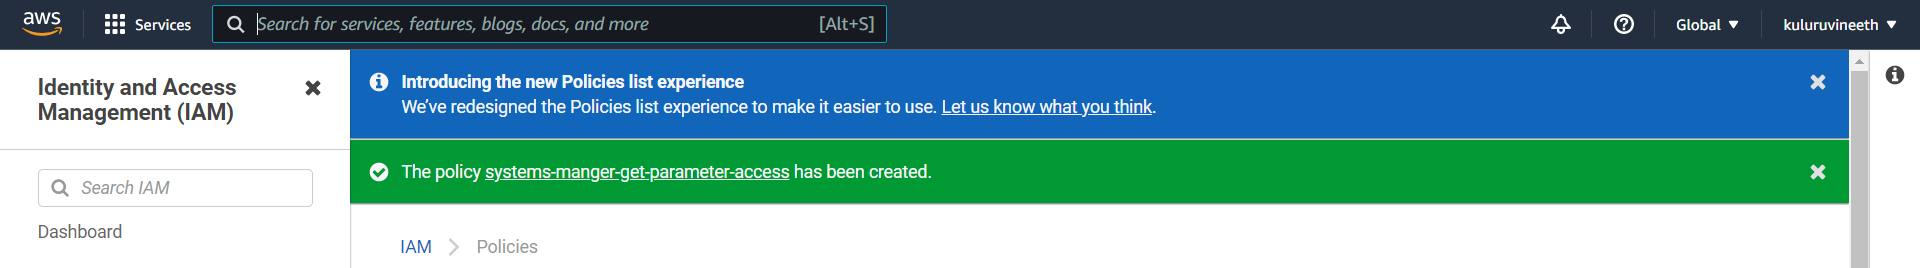 aws
Services
Search for services, features, blogs, docs, and more
[Alt+S]
Global
kuluruvineeth
Identity and Access
Management (IAM)
Search IAM
Dashboard
Introducing the new Policies list experience
We've redesigned the Policies list experience to make it easier to use. Let us know what you think.
The policy systems-manger-get-parameter-access has been created.
IAM
Policies